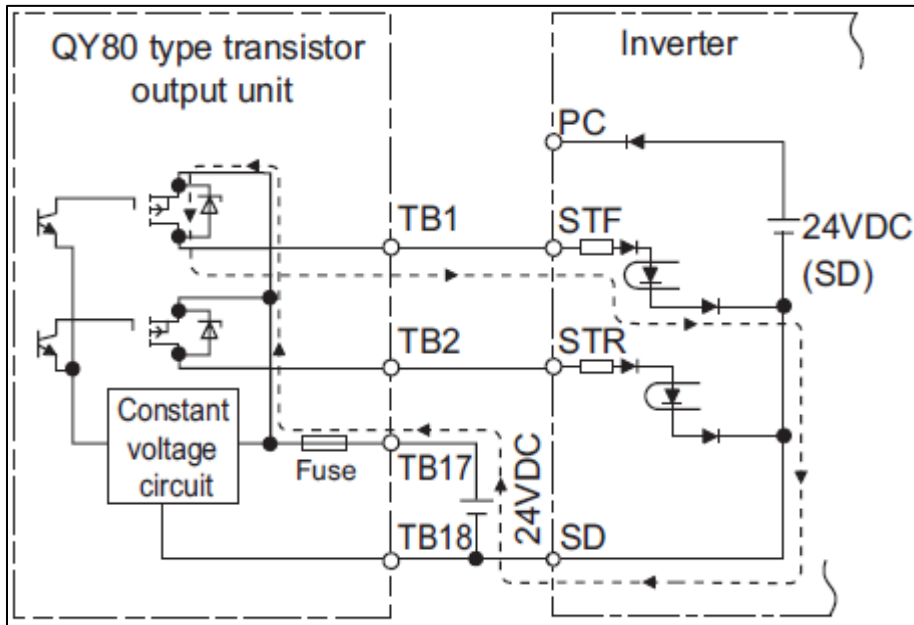 QY80 type transistor
output unit
Inverter
PC
TB1
STF
24VDC
(SD)
TB2
STR
Constant
voltage
circuit
Fuse
TB17
24VDC
TB18
SD